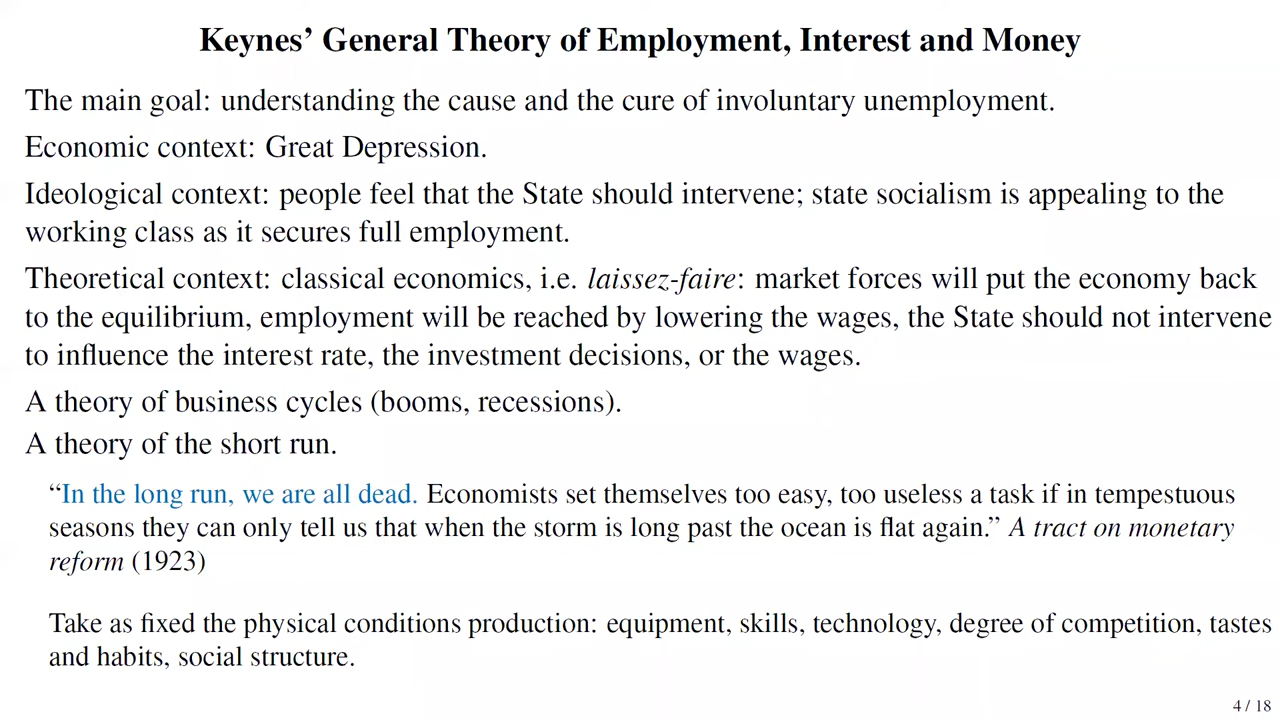 Keynes’ General Theory of Employment, Interest and Money
The main goal: understanding the cause and the cure of involuntary unemployment.
Economic context: Great Depression.
Ideological context: people feel that the State should intervene; state socialism is appealing to the
working class as it secures full employment.
Theoretical context: classical economics, i.e. laissez-faire: market forces will put the economy back
to the equilibrium, employment will be reached by lowering the wages, the State should not intervene
to influence the interest rate, the investment decisions, or the wages.
A theory of business cycles (booms, recessions).
A theory of the short run.
“In the long run, we are all dead. Economists set themselves too easy, too useless a task if in tempestuous
seasons they can only tell us that when the storm is long past the ocean is flat again.” A tract on monetary
reform (1923)
Take as fixed the physical conditions production: equipment, skills, technology, degree of competition, tastes
and habits, social structure.
4 / 18